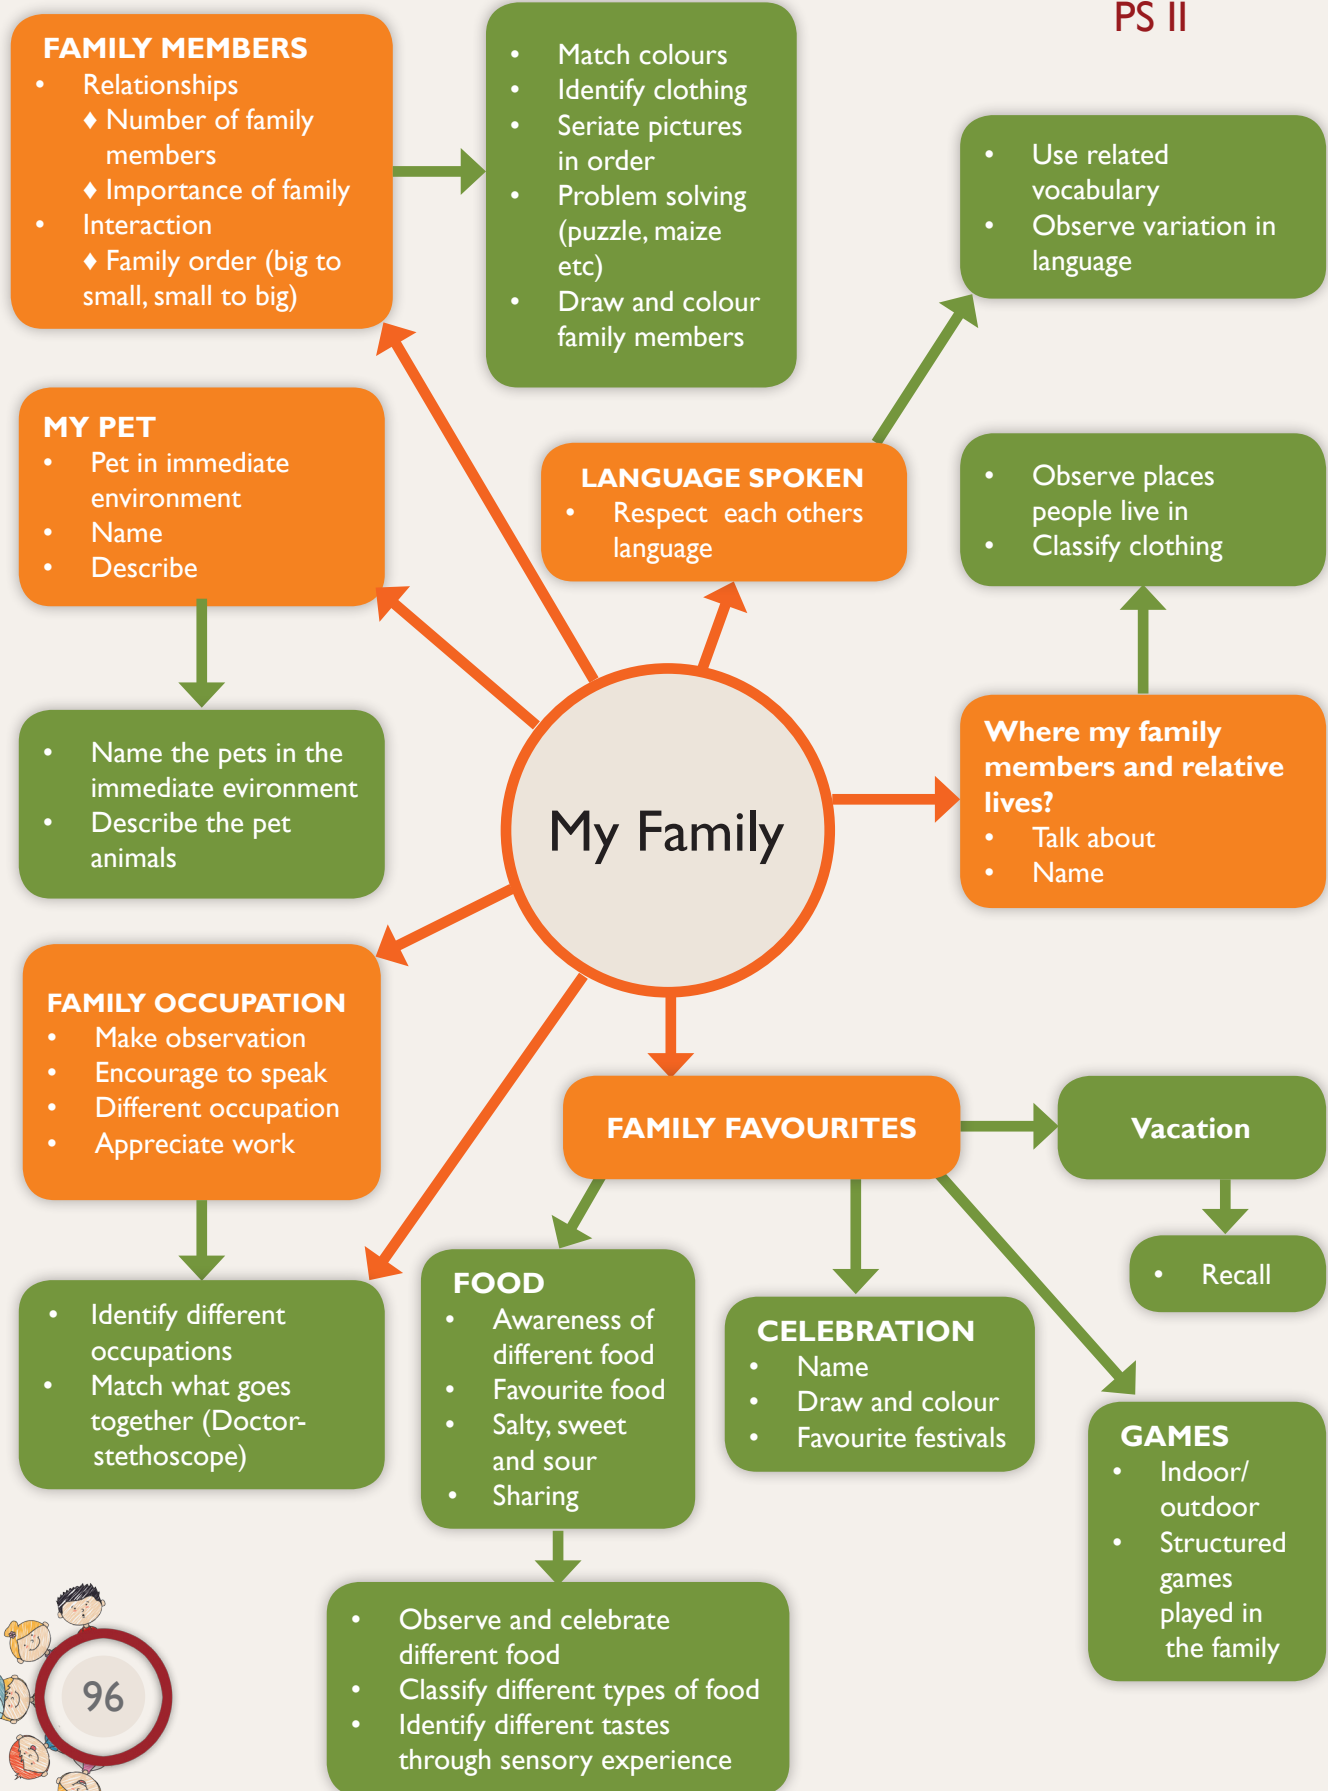 PS II
FAMILY MEMBERS
• Relationships
♦ Number of family
members
♦ Importance of family
• Interaction
♦ Family order (big to
small, small to big)
• Match colours
• Identify clothing
• Seriate pictures
in order
• Problem solving
(puzzle, maize
etc)
• Draw and colour
family members
• Use related
vocabulary
• Observe variation in
language
MY PET
• Pet in immediate
environment
• Name
• Describe
LANGUAGE SPOKEN
• Respect each others
language
• Observe places
people live in
• Classify clothing
• Name the pets in the
immediate evironment
• Describe the pet
animals
My Family
Where my family
members and relative
lives?
• Talk about
• Name
FAMILY OCCUPATION
• Make observation
• Encourage to speak
• Different occupation
• Appreciate work
FAMILY FAVOURITES
Vacation
• Recall
• Identify different
occupations
• Match what goes
together (Doctor-
stethoscope)
FOOD
• Awareness of
different food
• Favourite food
• Salty, sweet
and sour
• Sharing
CELEBRATION
• Name
• Draw and colour
• Favourite festivals
GAMES
• Indoor/
outdoor
• Structured
games
played in
the family
• Observe and celebrate
different food
• Classify different types of food
• Identify different tastes
through sensory experience
96